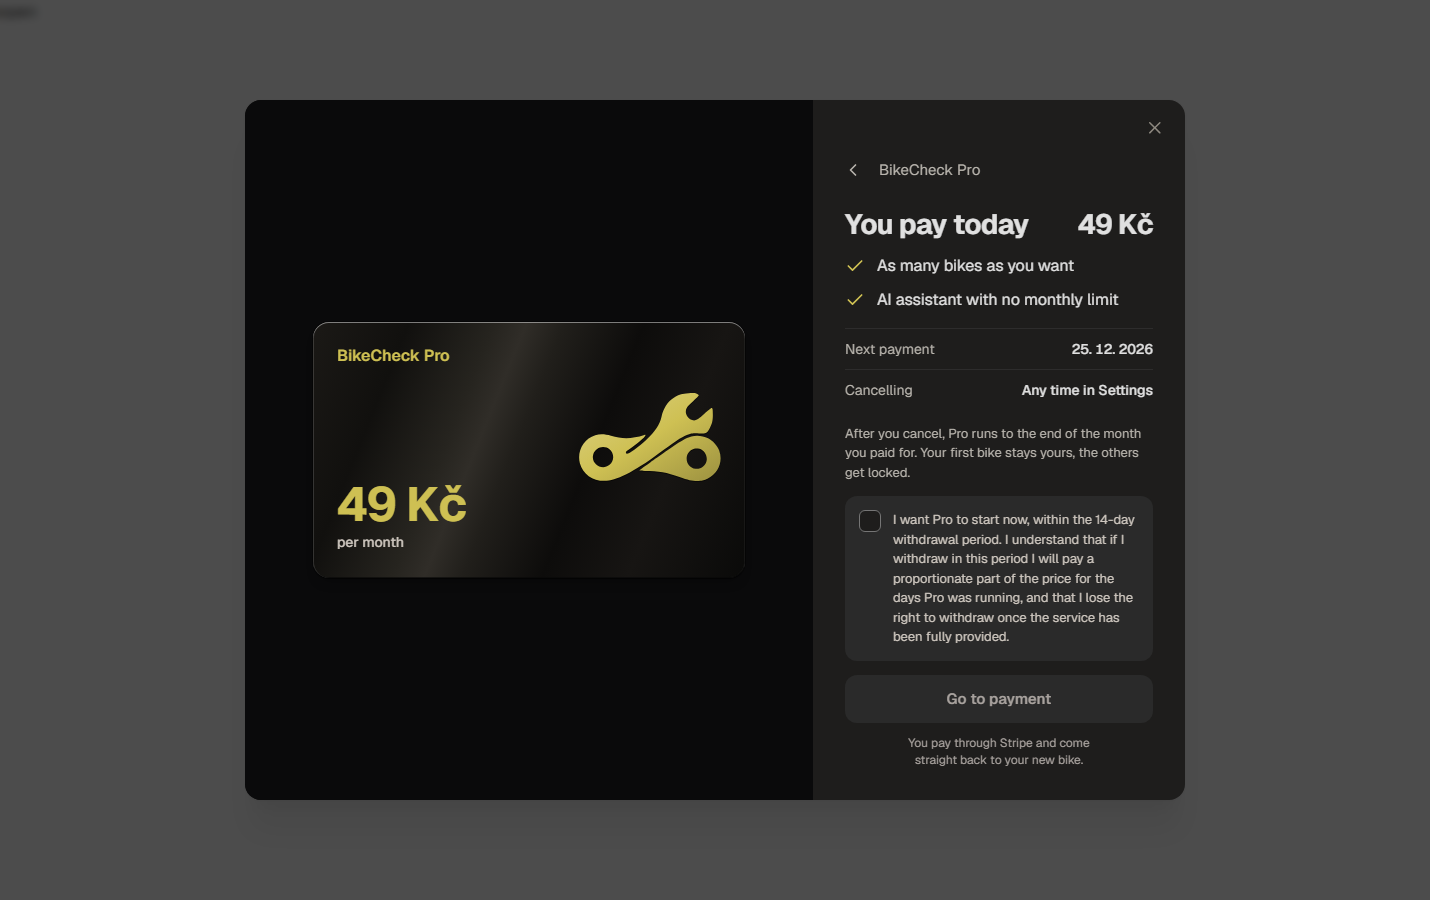 BikeCheck Pro
49 Kč
per month
BikeCheck Pro
You pay today 49 Kč
As many bikes as you want
AI assistant with no monthly limit
Next payment 25. 12. 2026
Cancelling Any time in Settings
After you cancel, Pro runs to the end of the month
you paid for. Your first bike stays yours, the others
get locked.
I want Pro to start now, within the 14-day
withdrawal period. I understand that if I
withdraw in this period I will pay a
proportionate part of the price for the
days Pro was running, and that I lose the
right to withdraw once the service has
been fully provided.
Go to payment
You pay through Stripe and come
straight back to your new bike.